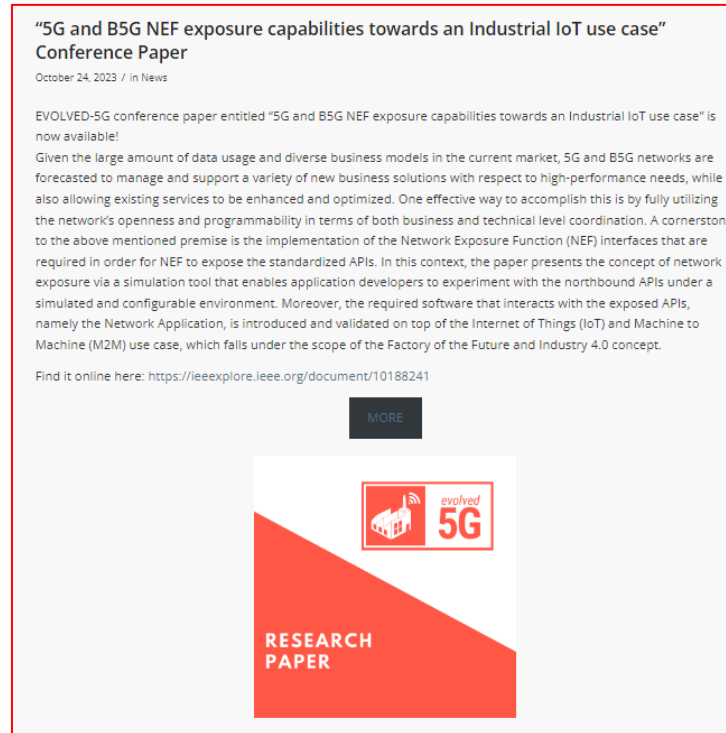 “5G and B5G NEF exposure capabilities towards an Industrial IoT use case”
Conference Paper
October 24, 2023 / in News
EVOLVED-5G conference paper entitled “5G and B5G NEF exposure capabilities towards an Industrial IoT use case” is
now available!
Given the large amount of data usage and diverse business models in the current market, 5G and B5G networks are
forecasted to manage and support a variety of new business solutions with respect to high-performance needs, while
also allowing existing services to be enhanced and optimized. One effective way to accomplish this is by fully utilizing
the network’s openness and programmability in terms of both business and technical level coordination. A cornerston
to the above mentioned premise is the implementation of the Network Exposure Function (NEF) interfaces that are
required in order for NEF to expose the standardized APIs. In this context, the paper presents the concept of network
exposure via a simulation tool that enables application developers to experiment with the northbound APIs under a
simulated and configurable environment. Moreover, the required software that interacts with the exposed APIs,
namely the Network Application, is introduced and validated on top of the Internet of Things (IoT) and Machine to
Machine (M2M) use case, which falls under the scope of the Factory of the Future and Industry 4.0 concept.
Find it online here: https://ieeexplore.ieee.org/document/10188241
MORE
evolved
5G
RESEARCH
PAPER